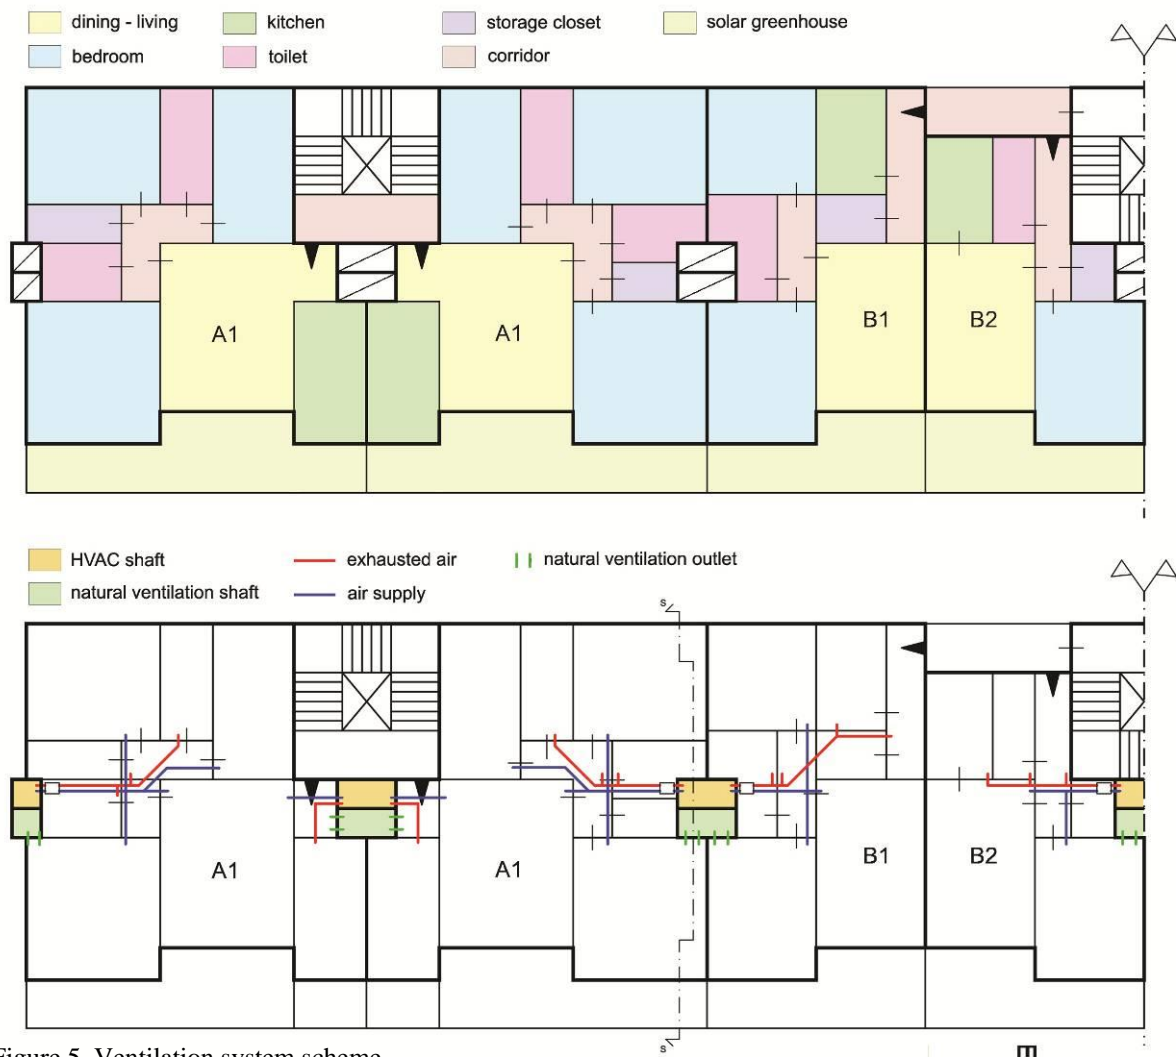 dining - living kitchen storage closet solar greenhouse
bedroom toilet corridor
A1 A1 B1 B2
HVAC shaft exhausted air natural ventilation outlet
natural ventilation shaft air supply
s
A1 A1 B1 B2
s
Figure 5. Ventilation system scheme